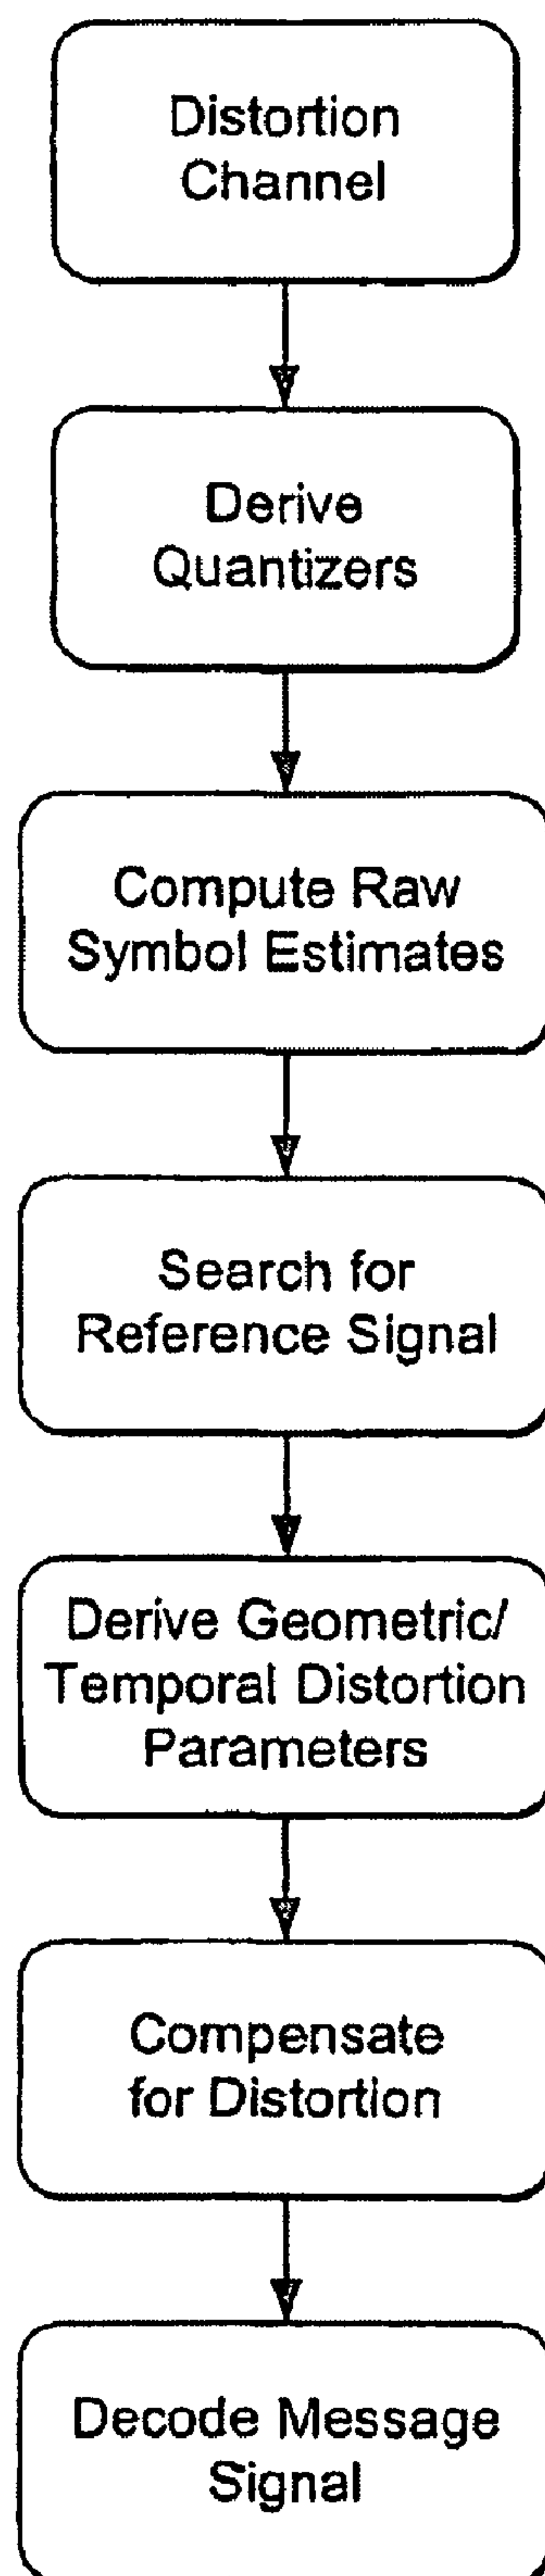 Distortion
Channel
Derive
Quantizers
Compute Raw
Symbol Estimates
Search for
Reference Signal
Derive Geometric/
Temporal Distortion
Parameters
Compensate
for Distortion
Decode Message
Signal